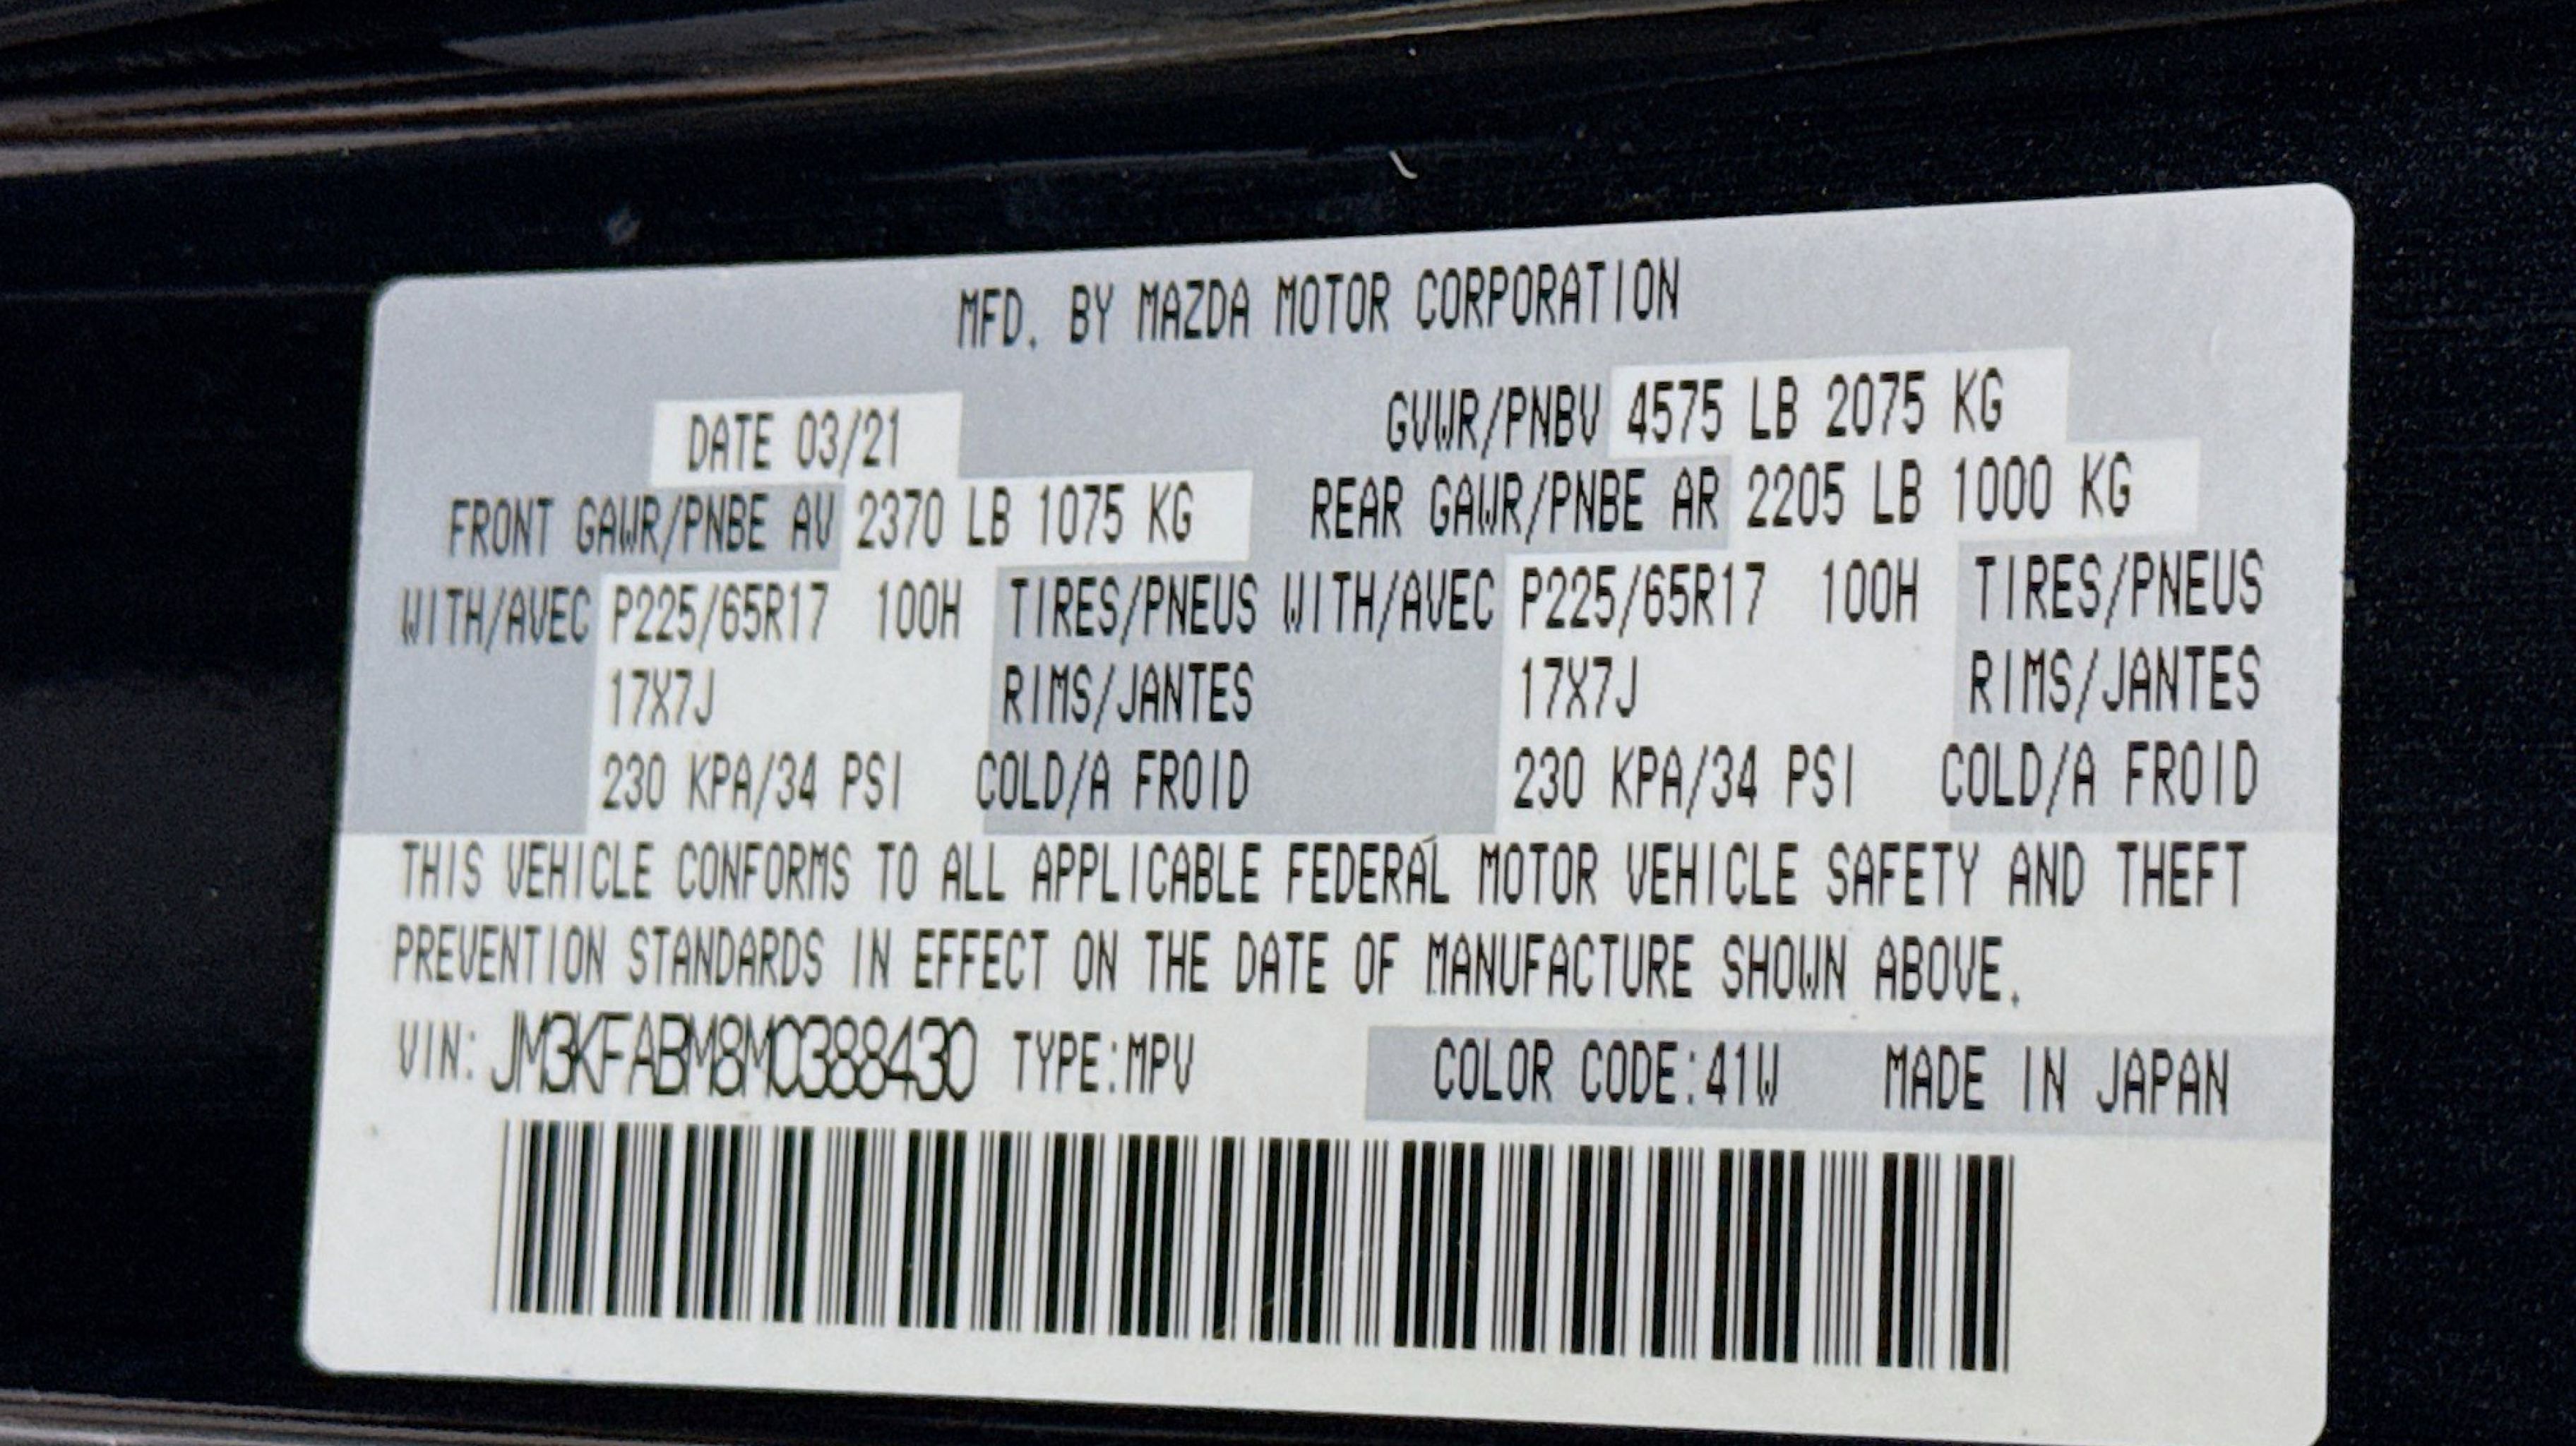 MFD. BY MAZDA MOTOR CORPORATION
DATE 03/21 GVWR/PNBV 4575 LB 2075 KG
FRONT GAWR/PNBE AV 2370 LB 1075 KG REAR GAWR/PNBE AR 2205 LB 1000 KG
WITH/AVEC P225/65R17 100H TIRES/PNEUS WITH/AVEC P225/65R17 100H TIRES/PNEUS
17X7J RIMS/JANTES 17X7J RIMS/JANTES
230 KPA/34 PSI COLD/A FROID 230 KPA/34 PSI COLD/A FROID
THIS VEHICLE CONFORMS TO ALL APPLICABLE FEDERAL MOTOR VEHICLE SAFETY AND THEFT
PREVENTION STANDARDS IN EFFECT ON THE DATE OF MANUFACTURE SHOWN ABOVE.
VIN: JM3KFABM8M0388430 TYPE:MPV COLOR CODE:41W MADE IN JAPAN